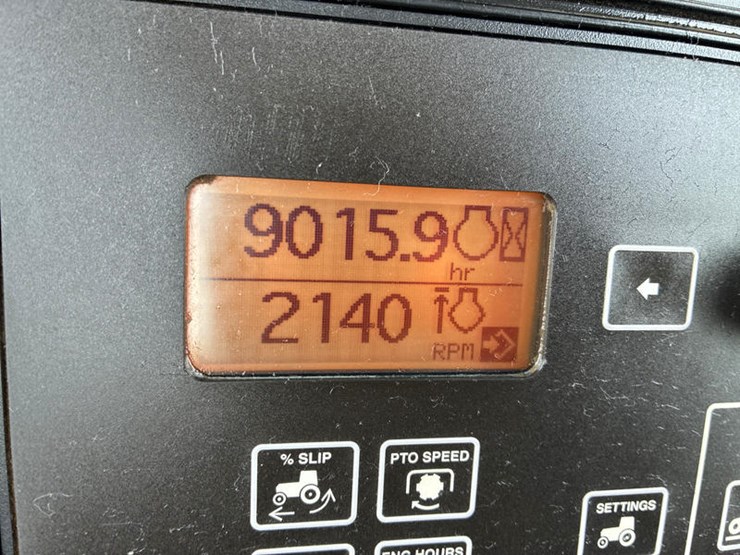 9015.9
hr
2140
RPM
% SLIP
PTO SPEED
SETTINGS
ENG HOURS